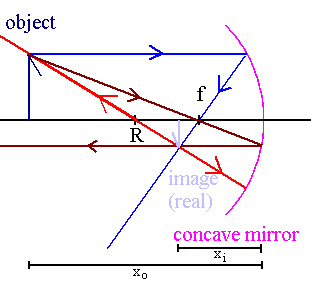 object
f
R
image
(real)
concave mirror
xi
xo